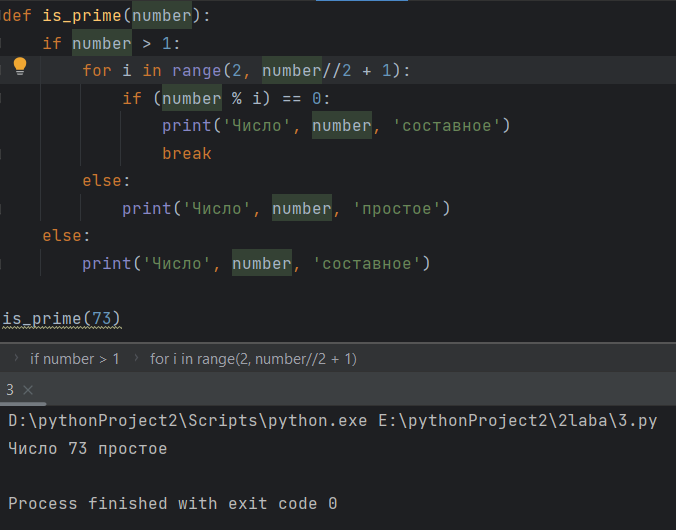 def is_prime(number):
    if number > 1:
        for i in range(2, number//2 + 1):
            if (number % i) == 0:
                print('Число', number, 'составное')
                break
        else:
            print('Число', number, 'простое')
    else:
        print('Число', number, 'составное')
is_prime(73)
› if number > 1 › for i in range(2, number//2 + 1)
3 ×
D:\pythonProject2\Scripts\python.exe E:\pythonProject2\2laba\3.py
Число 73 простое
Process finished with exit code 0